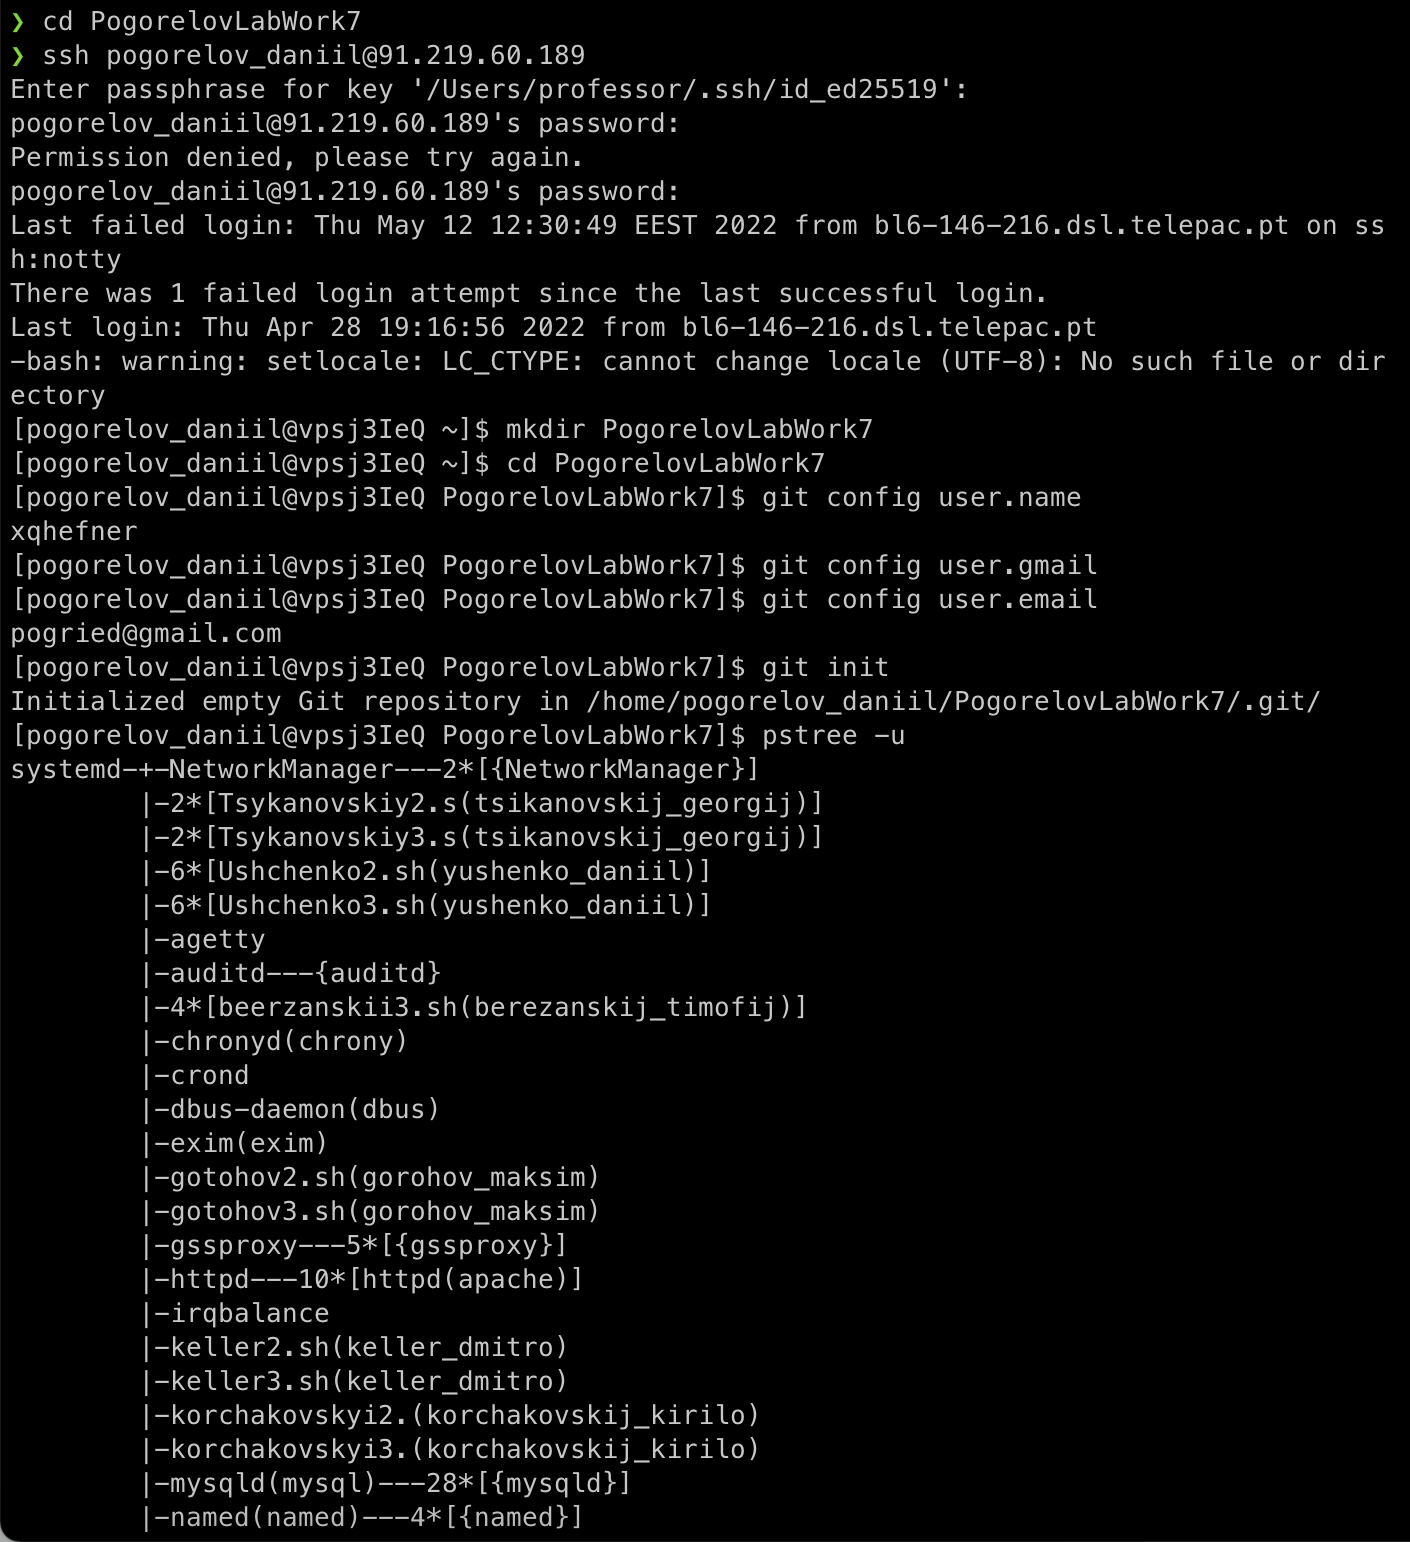 ❯ cd PogorelovLabWork7
❯ ssh pogorelov_daniil@91.219.60.189
Enter passphrase for key '/Users/professor/.ssh/id_ed25519':
pogorelov_daniil@91.219.60.189's password:
Permission denied, please try again.
pogorelov_daniil@91.219.60.189's password:
Last failed login: Thu May 12 12:30:49 EEST 2022 from bl6-146-216.dsl.telepac.pt on ss
h:notty
There was 1 failed login attempt since the last successful login.
Last login: Thu Apr 28 19:16:56 2022 from bl6-146-216.dsl.telepac.pt
-bash: warning: setlocale: LC_CTYPE: cannot change locale (UTF-8): No such file or dir
ectory
[pogorelov_daniil@vpsj3IeQ ~]$ mkdir PogorelovLabWork7
[pogorelov_daniil@vpsj3IeQ ~]$ cd PogorelovLabWork7
[pogorelov_daniil@vpsj3IeQ PogorelovLabWork7]$ git config user.name
xqhefner
[pogorelov_daniil@vpsj3IeQ PogorelovLabWork7]$ git config user.gmail
[pogorelov_daniil@vpsj3IeQ PogorelovLabWork7]$ git config user.email
pogried@gmail.com
[pogorelov_daniil@vpsj3IeQ PogorelovLabWork7]$ git init
Initialized empty Git repository in /home/pogorelov_daniil/PogorelovLabWork7/.git/
[pogorelov_daniil@vpsj3IeQ PogorelovLabWork7]$ pstree -u
systemd-+-NetworkManager---2*[{NetworkManager}]
        |-2*[Tsykanovskiy2.s(tsikanovskij_georgij)]
        |-2*[Tsykanovskiy3.s(tsikanovskij_georgij)]
        |-6*[Ushchenko2.sh(yushenko_daniil)]
        |-6*[Ushchenko3.sh(yushenko_daniil)]
        |-agetty
        |-auditd---{auditd}
        |-4*[beerzanskii3.sh(berezanskij_timofij)]
        |-chronyd(chrony)
        |-crond
        |-dbus-daemon(dbus)
        |-exim(exim)
        |-gotohov2.sh(gorohov_maksim)
        |-gotohov3.sh(gorohov_maksim)
        |-gssproxy---5*[{gssproxy}]
        |-httpd---10*[httpd(apache)]
        |-irqbalance
        |-keller2.sh(keller_dmitro)
        |-keller3.sh(keller_dmitro)
        |-korchakovskyi2.(korchakovskij_kirilo)
        |-korchakovskyi3.(korchakovskij_kirilo)
        |-mysqld(mysql)---28*[{mysqld}]
        |-named(named)---4*[{named}]